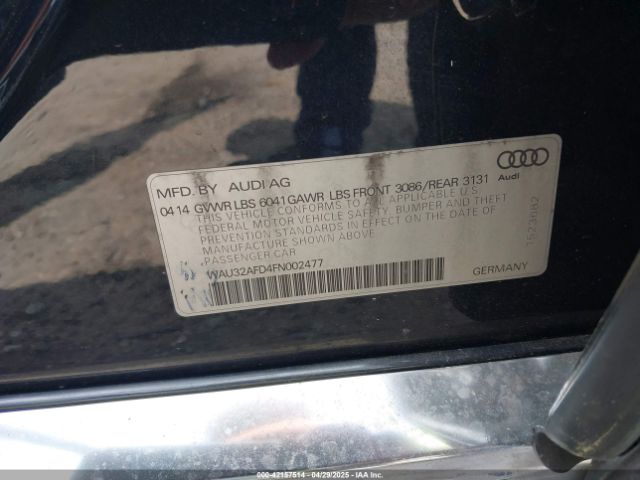 MFD. BY AUDI AG
0414 GVWR LBS 6041 GAWR LBS FRONT 3086/REAR 3131
THIS VEHICLE CONFORMS TO ALL APPLICABLE U.S.
FEDERAL MOTOR VEHICLE SAFETY, BUMPER AND THEFT
PREVENTION STANDARDS IN EFFECT ON THE DATE OF
MANUFACTURE SHOWN ABOVE.
PASSENGER CAR
WAU32AFD4FN002477
GERMANY
Audi
000-42157514 - 04/29/2025 - IAAI.COM